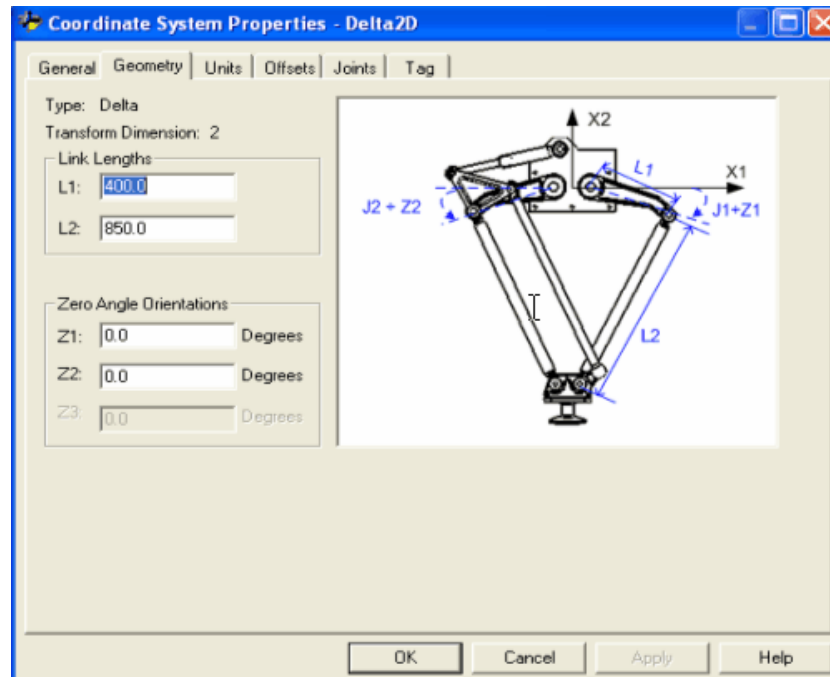 Coordinate System Properties - Delta2D
General Geometry Units Offsets Joints Tag
Type: Delta
Transform Dimension: 2
Link Lengths
L1: 400.0
L2: 850.0
Zero Angle Orientations
Z1: 0.0 Degrees
Z2: 0.0 Degrees
Z3: 0.0 Degrees
X2
L1
X1
J2 + Z2
J1+Z1
L2
OK Cancel Apply Help